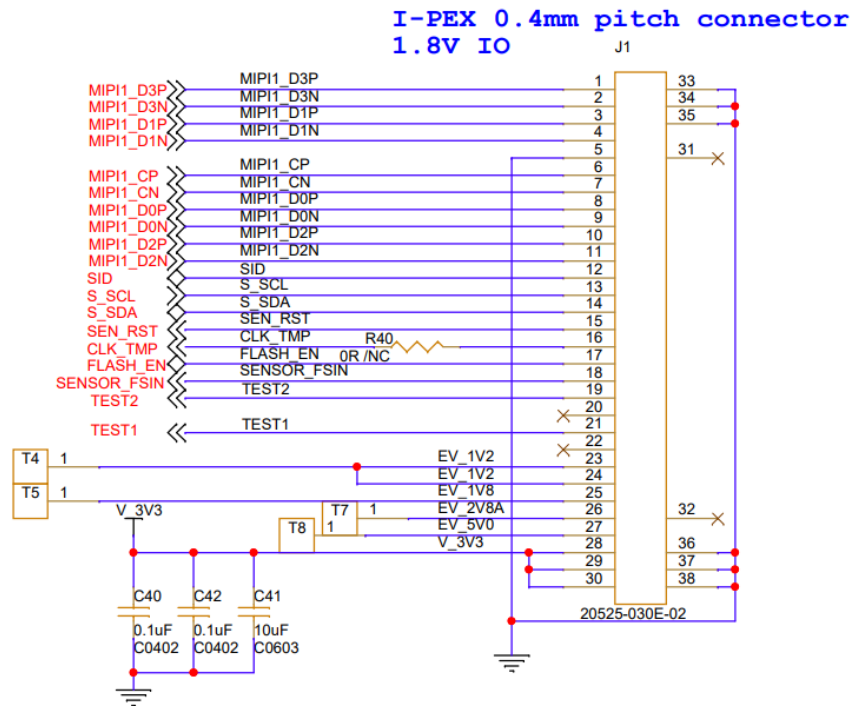 I-PEX 0.4mm pitch connector
1.8V IO
J1
MIPI1_D3P MIPI1_D3P 1 33
MIPI1_D3N MIPI1_D3N 2 34
MIPI1_D1P MIPI1_D1P 3 35
MIPI1_D1N MIPI1_D1N 4
5 31
MIPI1_CP MIPI1_CP 6
MIPI1_CN MIPI1_CN 7
MIPI1_D0P MIPI1_D0P 8
MIPI1_D0N MIPI1_D0N 9
MIPI1_D2P MIPI1_D2P 10
MIPI1_D2N MIPI1_D2N 11
SID SID 12
S_SCL S_SCL 13
S_SDA S_SDA 14
SEN_RST SEN_RST 15
CLK_TMP CLK_TMP R40 16
FLASH_EN FLASH_EN 0R /NC 17
SENSOR_FSIN SENSOR_FSIN 18
TEST2 TEST2 19
20
TEST1 TEST1 21
22
T4 1 EV_1V2 23
EV_1V2 24
T5 1 EV_1V8 25
V_3V3 T7 1 EV_2V8A 26 32
T8 1 EV_5V0 27
V_3V3 28 36
29 37
30 38
C40 C42 C41
20525-030E-02
0.1uF 0.1uF 10uF
C0402 C0402 C0603